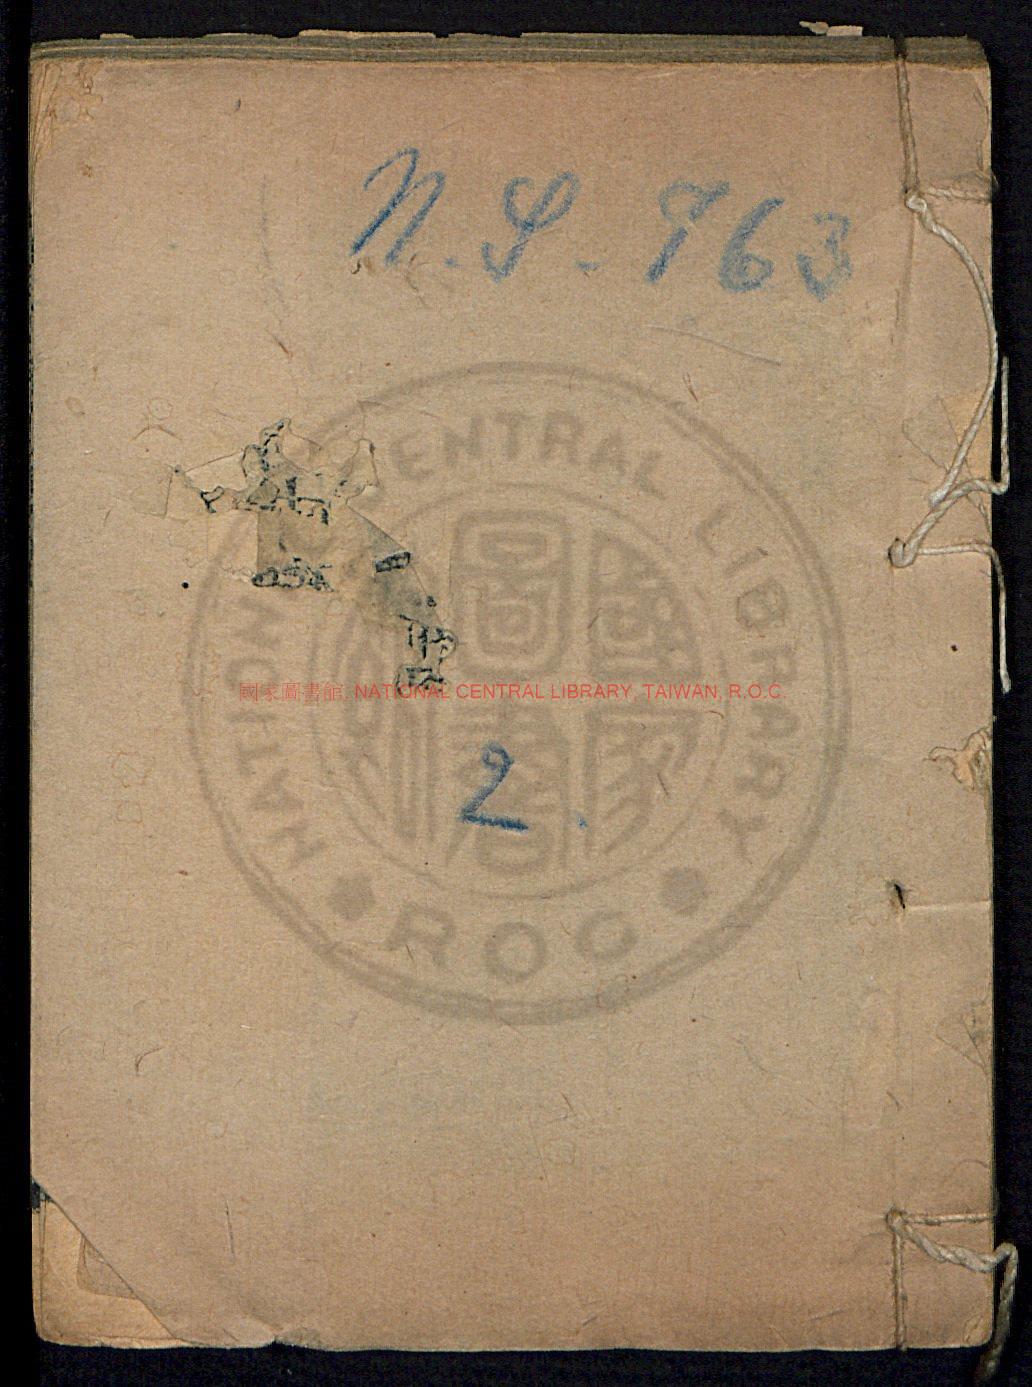 N. S. 963
國家圖書館, NATIONAL CENTRAL LIBRARY, TAIWAN, R.O.C.
NATIONAL CENTRAL LIBRARY
國家圖書館
2.
ROC